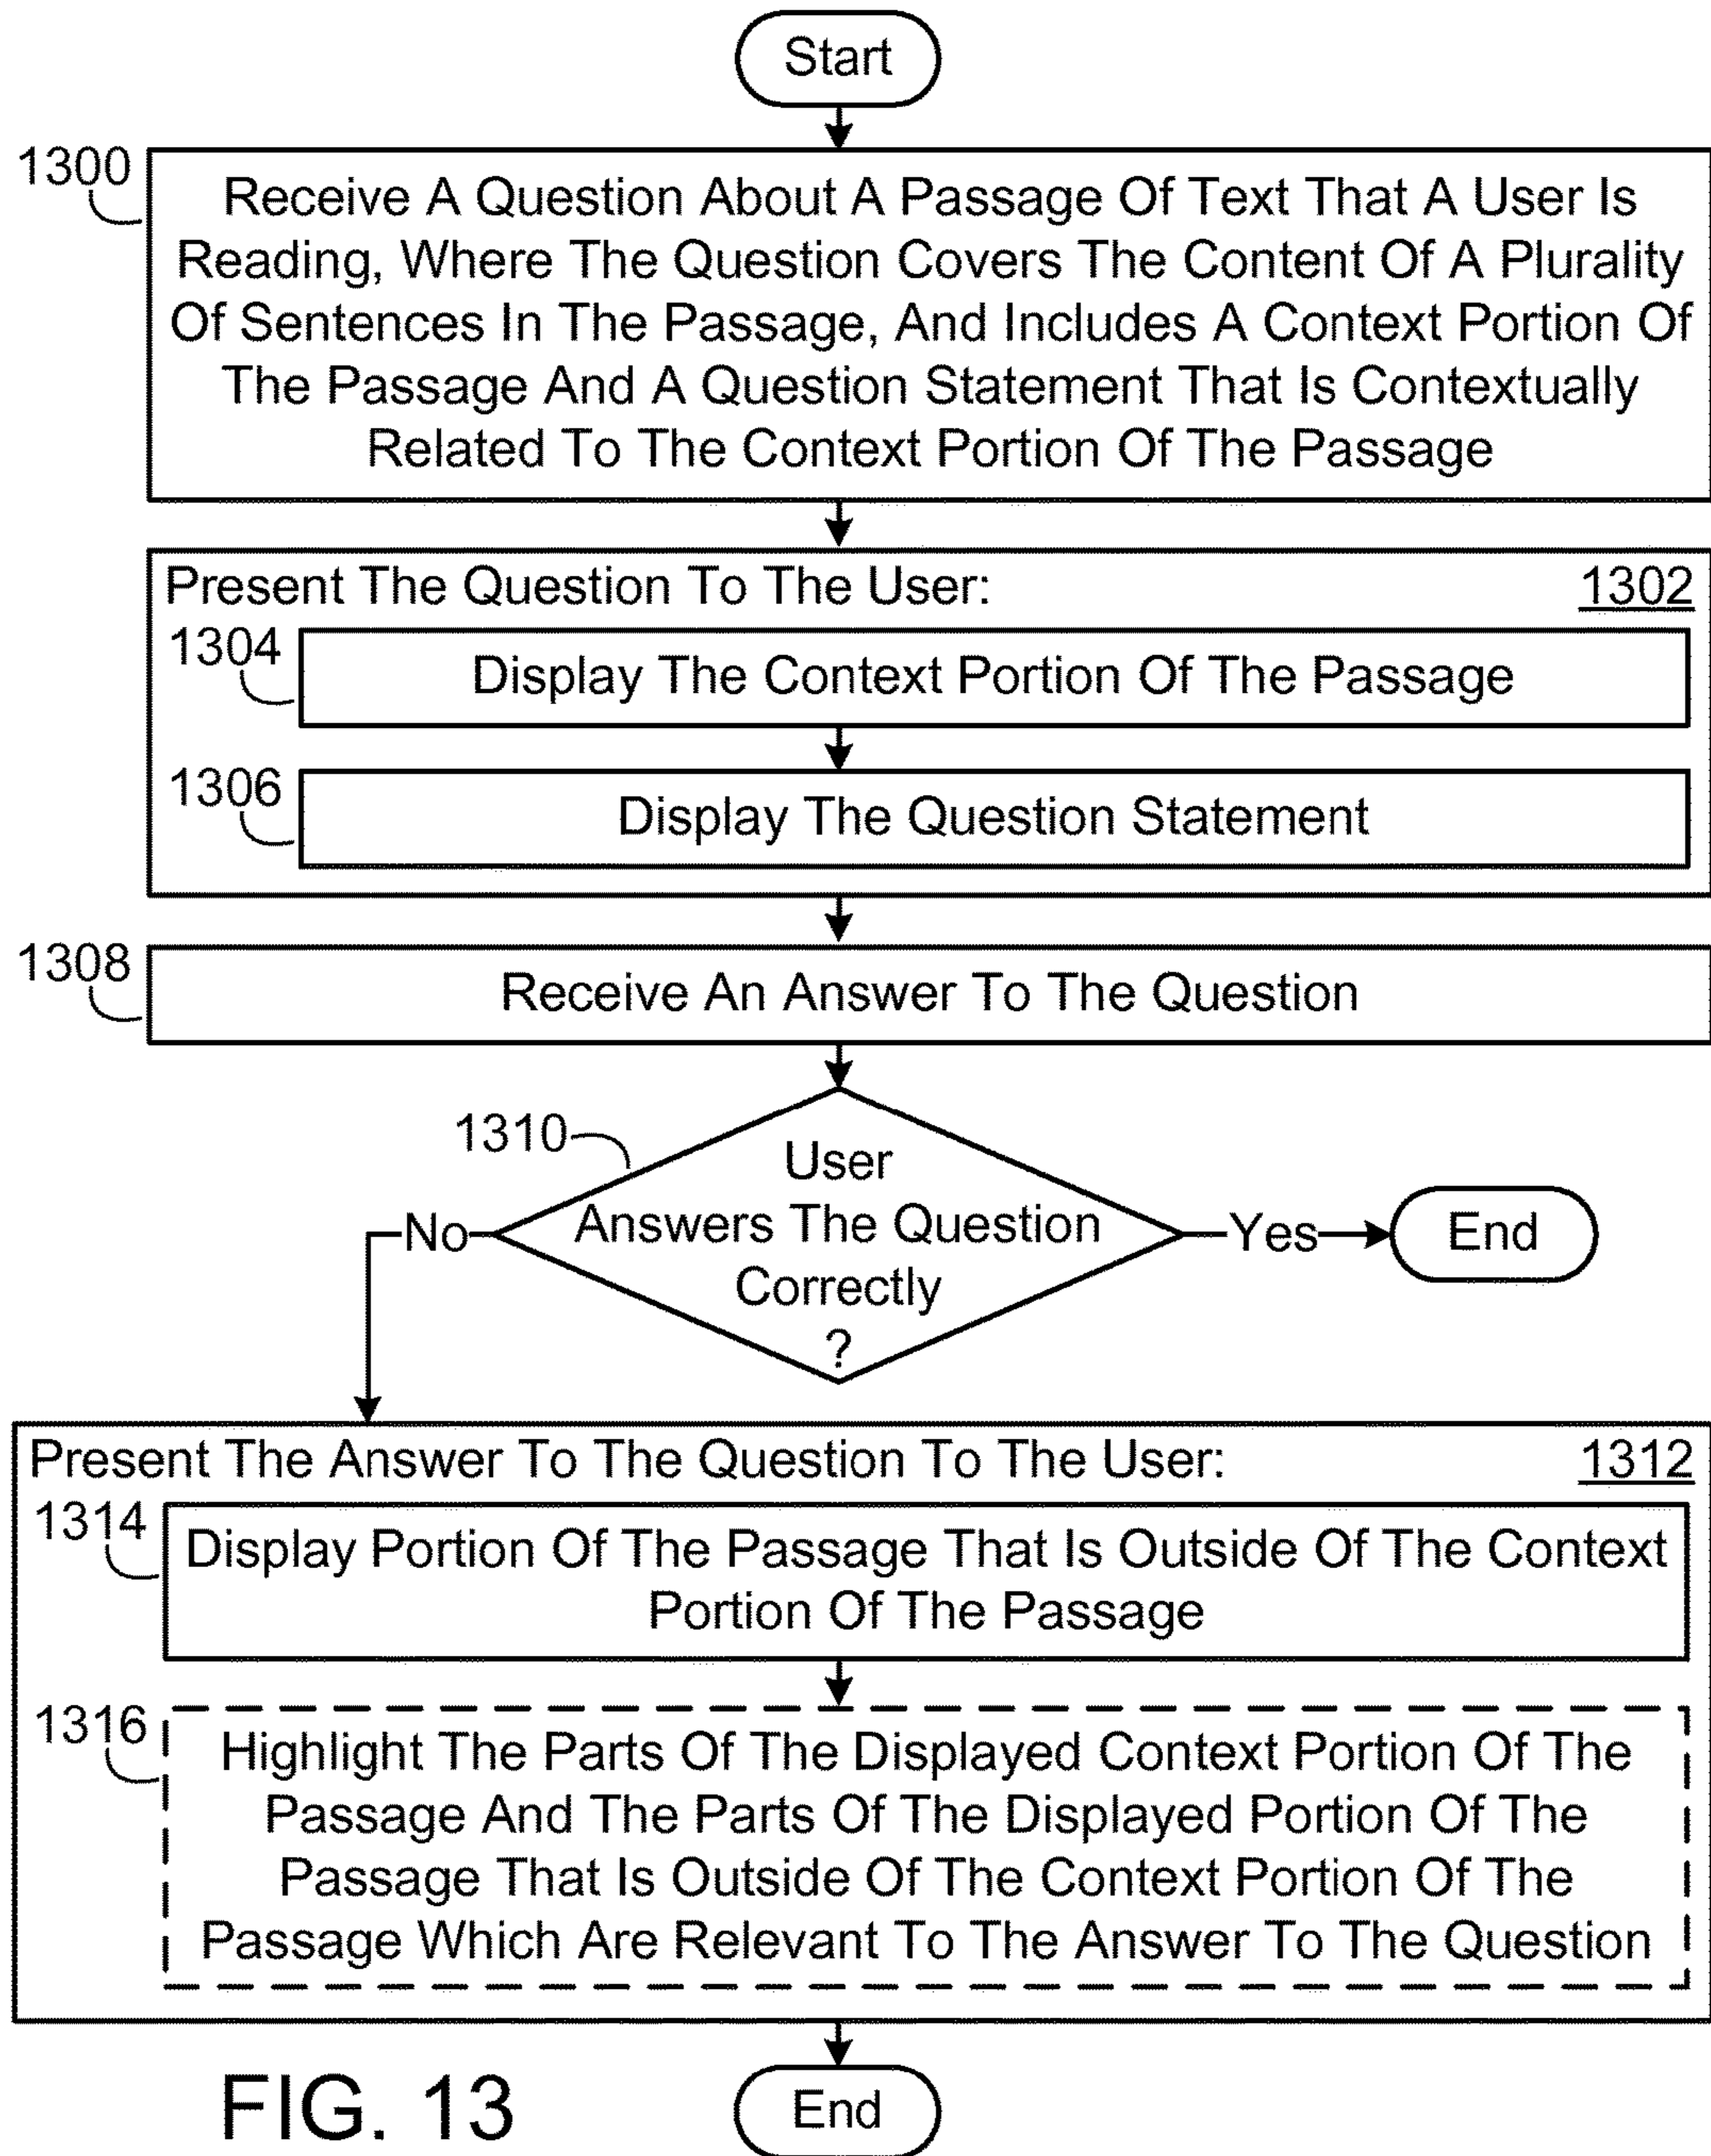 Start
1300
Receive A Question About A Passage Of Text That A User Is
Reading, Where The Question Covers The Content Of A Plurality
Of Sentences In The Passage, And Includes A Context Portion Of
The Passage And A Question Statement That Is Contextually
Related To The Context Portion Of The Passage
Present The Question To The User: 1302
1304
Display The Context Portion Of The Passage
1306
Display The Question Statement
1308
Receive An Answer To The Question
1310
User
Answers The Question
Correctly
?
No
Yes
End
Present The Answer To The Question To The User: 1312
1314
Display Portion Of The Passage That Is Outside Of The Context
Portion Of The Passage
1316
Highlight The Parts Of The Displayed Context Portion Of The
Passage And The Parts Of The Displayed Portion Of The
Passage That Is Outside Of The Context Portion Of The
Passage Which Are Relevant To The Answer To The Question
End
FIG. 13